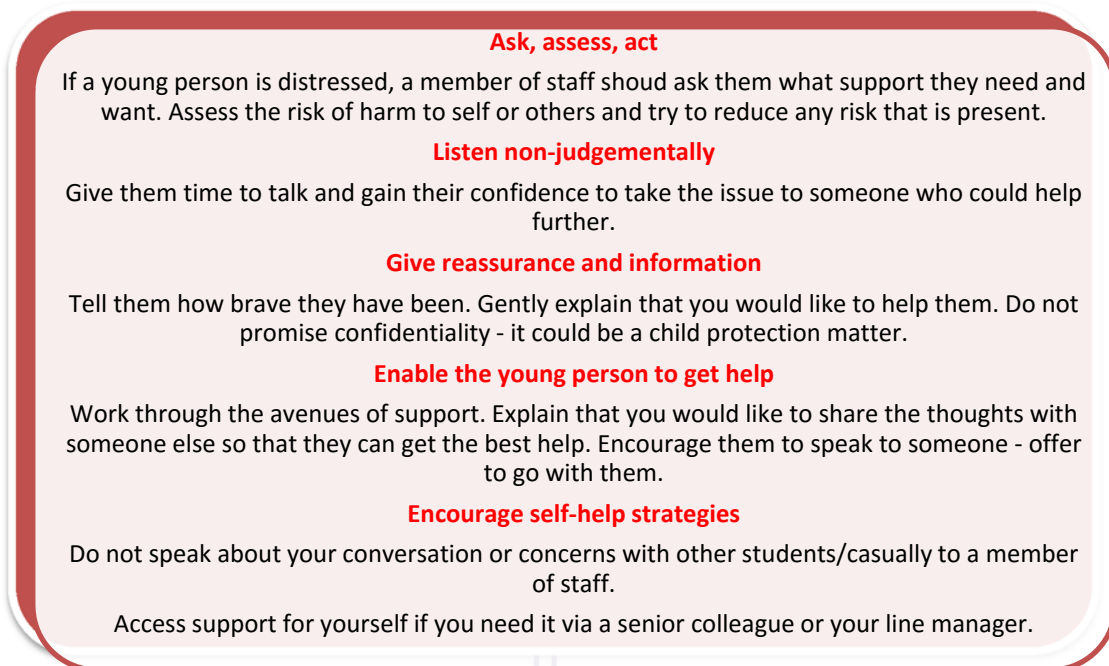 Ask, assess, act
If a young person is distressed, a member of staff shoud ask them what support they need and
want. Assess the risk of harm to self or others and try to reduce any risk that is present.
Listen non-judgementally
Give them time to talk and gain their confidence to take the issue to someone who could help
further.
Give reassurance and information
Tell them how brave they have been. Gently explain that you would like to help them. Do not
promise confidentiality - it could be a child protection matter.
Enable the young person to get help
Work through the avenues of support. Explain that you would like to share the thoughts with
someone else so that they can get the best help. Encourage them to speak to someone - offer
to go with them.
Encourage self-help strategies
Do not speak about your conversation or concerns with other students/casually to a member
of staff.
Access support for yourself if you need it via a senior colleague or your line manager.